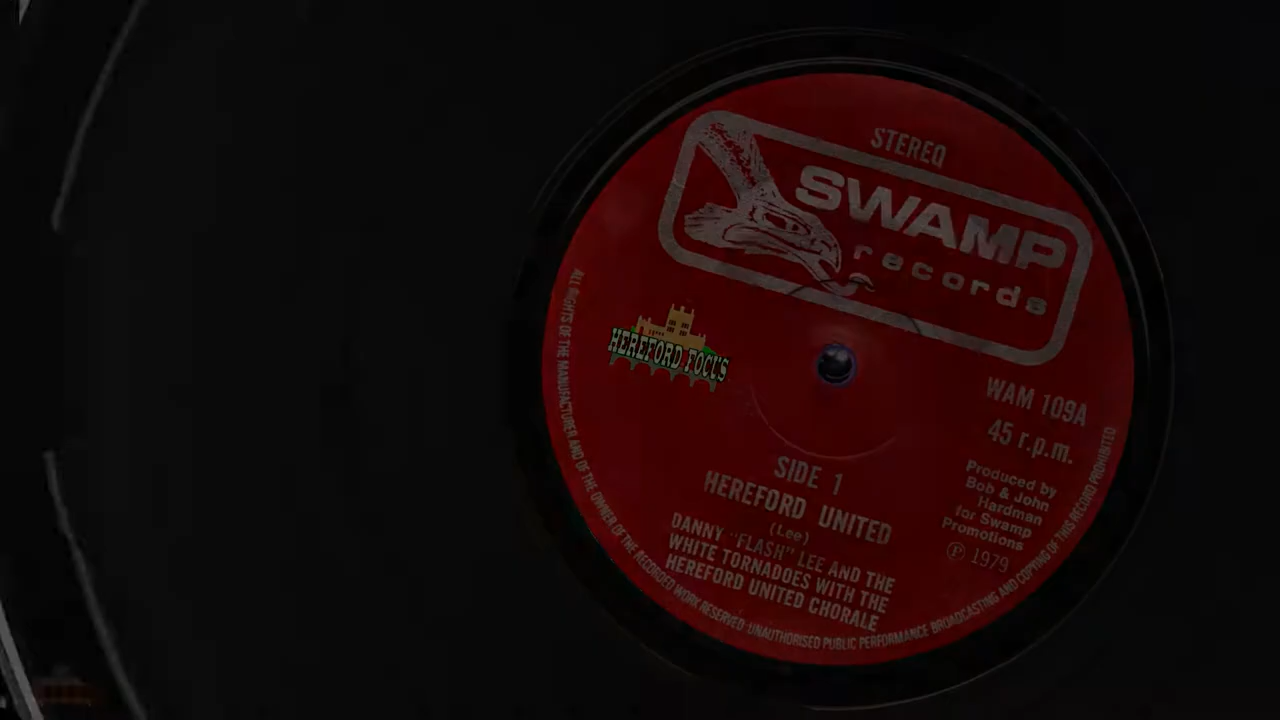 STEREO
SWAMP
records
HEREFORD FOCUS
WAM 109A
45 r.p.m.
Produced by
Bob & John
Hardman
for Swamp
Promotions
Ⓟ 1979
SIDE 1
HEREFORD UNITED
(Lee)
DANNY "FLASH" LEE AND THE
WHITE TORNADOES WITH THE
HEREFORD UNITED CHORALE
ALL RIGHTS OF THE MANUFACTURER AND OF THE OWNER OF THE RECORDED WORK RESERVED · UNAUTHORISED PUBLIC PERFORMANCE BROADCASTING AND COPYING OF THIS RECORD PROHIBITED